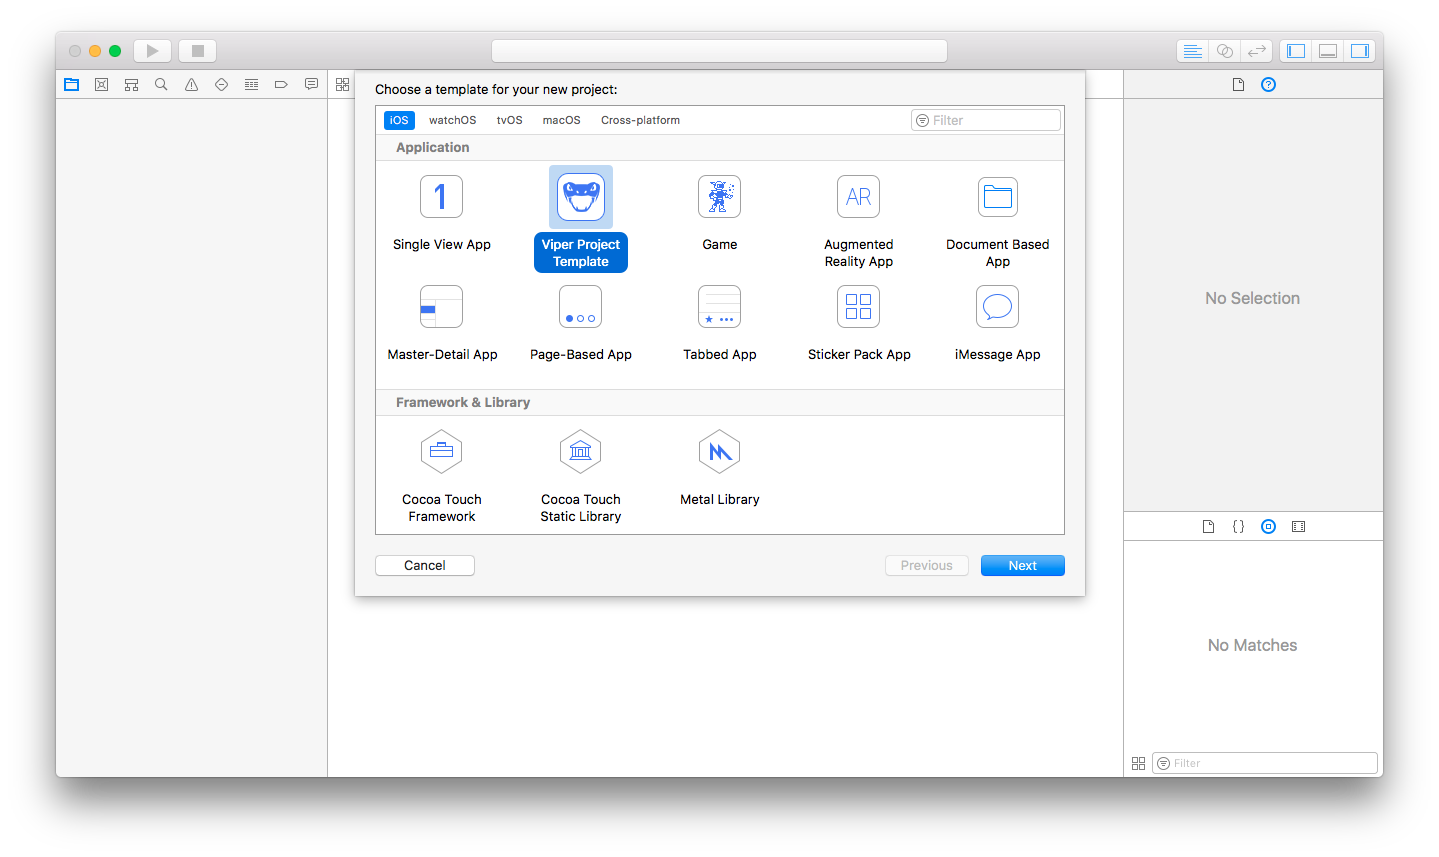 Choose a template for your new project:
iOS watchOS tvOS macOS Cross-platform Filter
Application
1 AR
Single View App Viper Project Template Game Augmented Reality App Document Based App
Master-Detail App Page-Based App Tabbed App Sticker Pack App iMessage App
Framework & Library
Cocoa Touch Framework Cocoa Touch Static Library Metal Library
Cancel Previous Next
No Selection
{}
No Matches
Filter